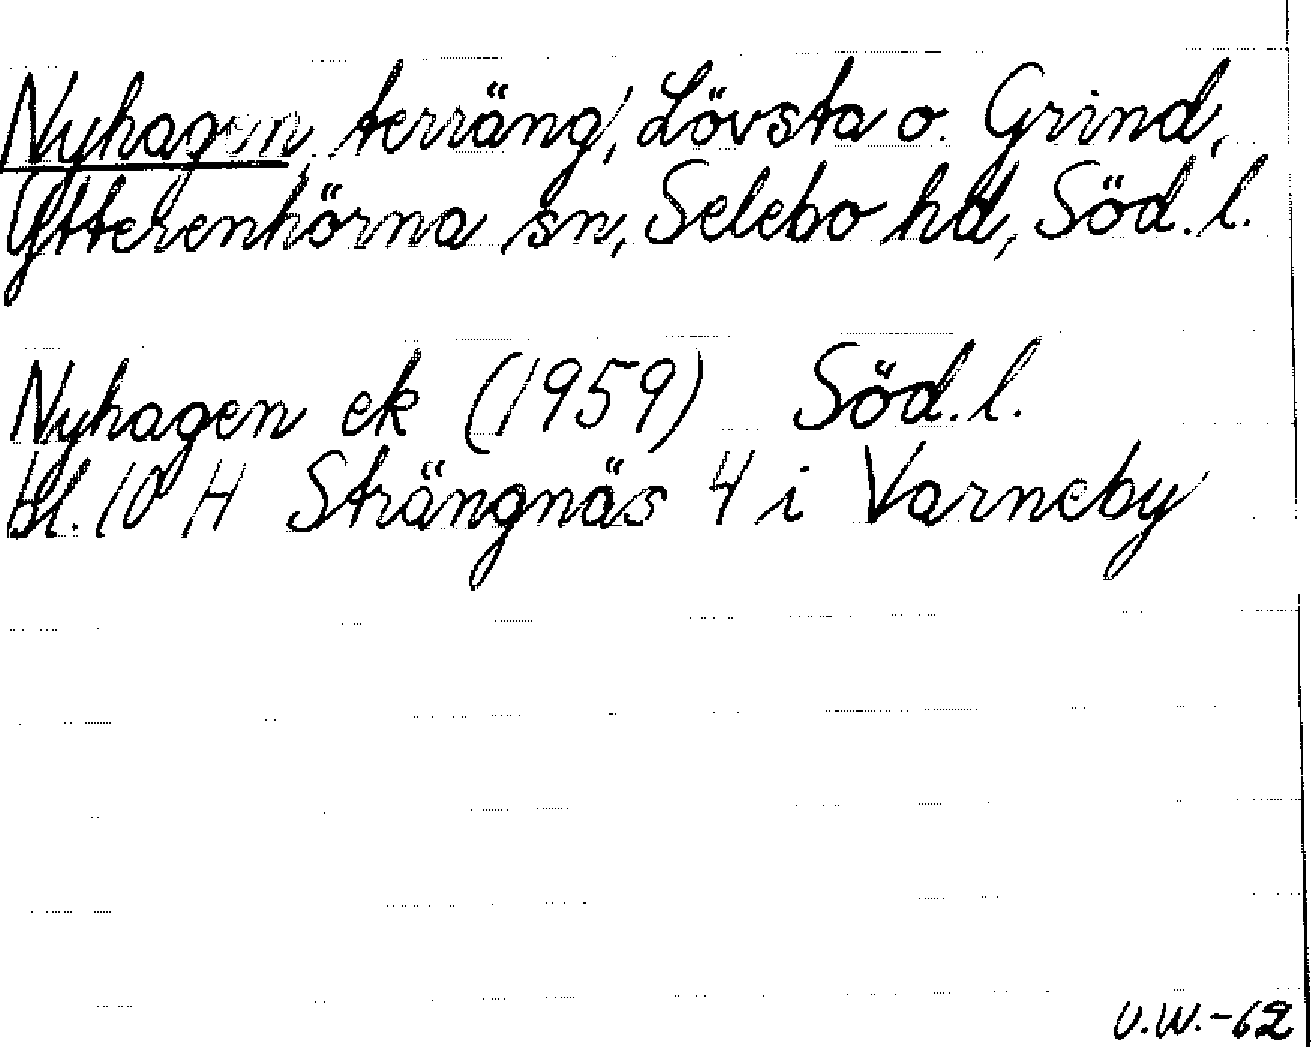 Nyhagen, terräng, Lövsta o. Grind,
Ytterenhörna sn, Selebo hd, Söd. l.
Nyhagen ek (1959) Söd. l.
bl. 10 H Strängnäs 4 i Varneby
U.W.-62